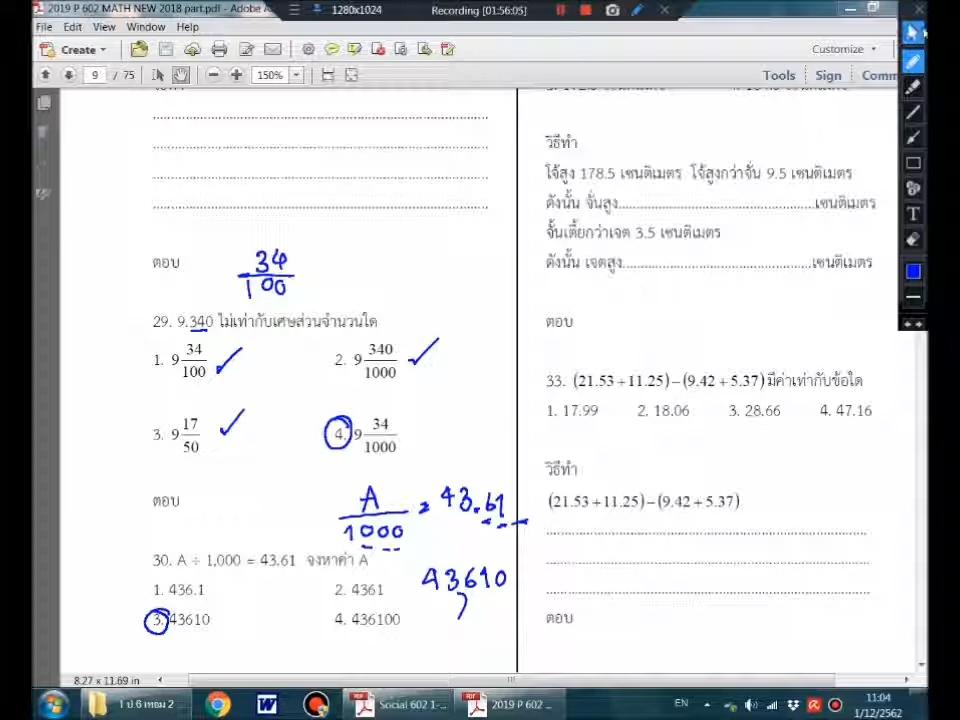 2019 P 602 MATH NEW 2018 part.pdf - Adobe A
1280x1024
Recording (01:56:05)
File Edit View Window Help
Create
Customize
9 / 75
150%
Tools Sign Comm
ตอบ
34
100
29. 9.340 ไม่เท่ากับเศษส่วนจำนวนใด
1. 9 34/100
2. 9 340/1000
3. 9 17/50
4. 9 34/1000
ตอบ
A/1000 = 43.61
30. A ÷ 1,000 = 43.61 จงหาค่า A
43610
1. 436.1 2. 4361
3. 43610 4. 436100
วิธีทำ
โจ้สูง 178.5 เซนติเมตร โจ้สูงกว่าจั่น 9.5 เซนติเมตร
ดังนั้น จั่นสูง..................................................เซนติเมตร
จั้นเตี้ยกว่าเจต 3.5 เซนติเมตร
ดังนั้น เจตสูง..................................................เซนติเมตร
ตอบ
33. (21.53+11.25)−(9.42+5.37) มีค่าเท่ากับข้อใด
1. 17.99 2. 18.06 3. 28.66 4. 47.16
วิธีทำ
(21.53+11.25)−(9.42+5.37)
ตอบ
8.27 x 11.69 in
1 ป.6 เทอม 2
Social 602 1-...
2019 P 602 ...
EN
11:04
1/12/2562